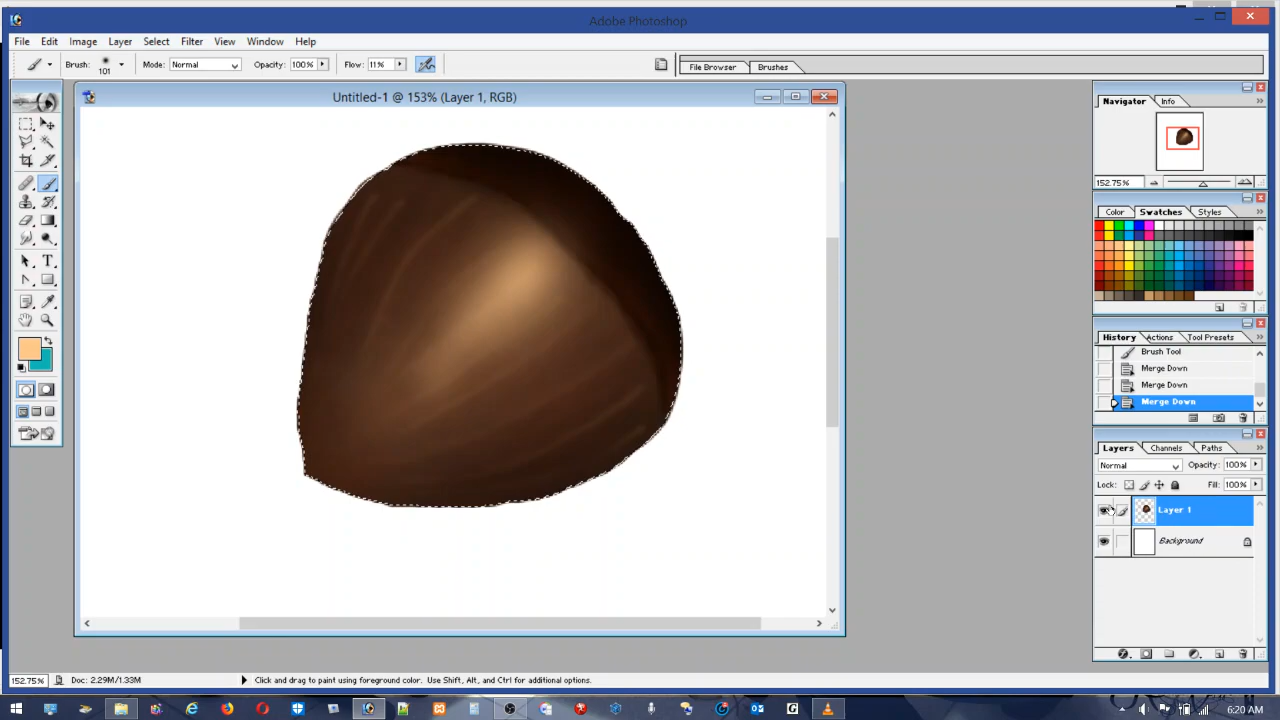 Adobe Photoshop
File Edit Image Layer Select Filter View Window Help
Brush: 101 Mode: Normal Opacity: 100% Flow: 11% File Browser Brushes
Untitled-1 @ 153% (Layer 1, RGB)
Navigator Info
152.75%
Color Swatches Styles
History Actions Tool Presets
Brush Tool
Merge Down
Merge Down
Merge Down
Layers Channels Paths
Normal Opacity: 100%
Lock: Fill: 100%
Layer 1
Background
152.75% Doc: 2.29M/1.33M Click and drag to paint using foreground color. Use Shift, Alt, and Ctrl for additional options.
6:20 AM